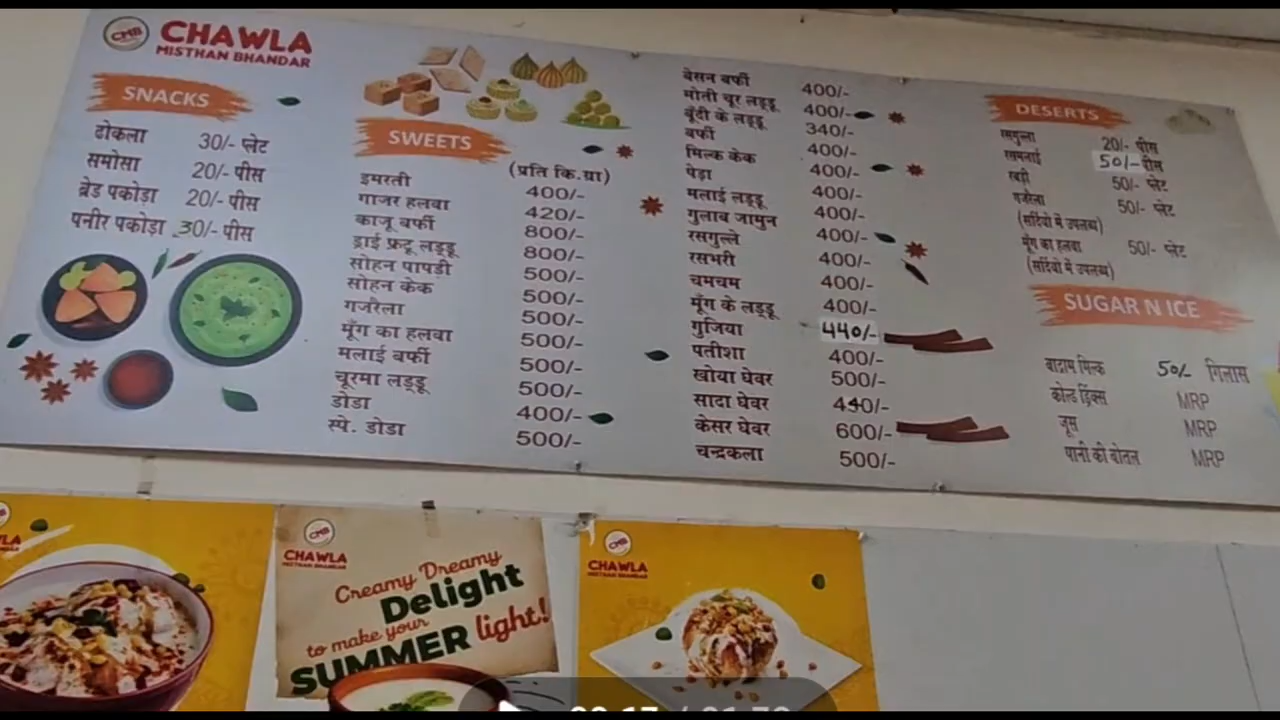 CMB
CHAWLA
MISTHAN BHANDAR
SNACKS
ढोकला 30/- प्लेट
समोसा 20/- पीस
ब्रेड पकोड़ा 20/- पीस
पनीर पकोड़ा 30/- पीस
SWEETS
(प्रति कि.ग्रा)
इमरती 400/-
गाजर हलवा 420/-
काजू बर्फी 800/-
ड्राई फ्रूट लड्डू 800/-
सोहन पापड़ी 500/-
सोहन केक 500/-
गजरैला 500/-
मूँग का हलवा 500/-
मलाई बर्फी 500/-
चूरमा लड्डू 500/-
डोडा 400/-
स्पे. डोडा 500/-
बेसन बर्फी 400/-
मोती चूर लड्डू 400/-
बूँदी के लड्डू 340/-
बर्फी
मिल्क केक 400/-
पेड़ा 400/-
मलाई लड्डू 400/-
गुलाब जामुन 400/-
रसगुल्ले 400/-
रसभरी 400/-
चमचम 400/-
मूँग के लड्डू 400/-
गुजिया 440/-
पतीशा 400/-
खोया घेवर 500/-
सादा घेवर 440/-
केसर घेवर 600/-
चन्द्रकला 500/-
DESERTS
रसगुल्ला 20/- पीस
रसमलाई 50/- पीस
रबड़ी 50/- प्लेट
गजरैला 50/- प्लेट
(सर्दियो में उपलब्ध)
मूँग का हलवा 50/- प्लेट
(सर्दियो में उपलब्ध)
SUGAR N ICE
बादाम मिल्क 50/- गिलास
कोल्ड ड्रिंक्स MRP
जूस MRP
पानी की बोतल MRP
CMB
CHAWLA
MISTHAN BHANDAR
Creamy Dreamy
Delight
to make your
SUMMER light!
CMB
CHAWLA
MISTHAN BHANDAR